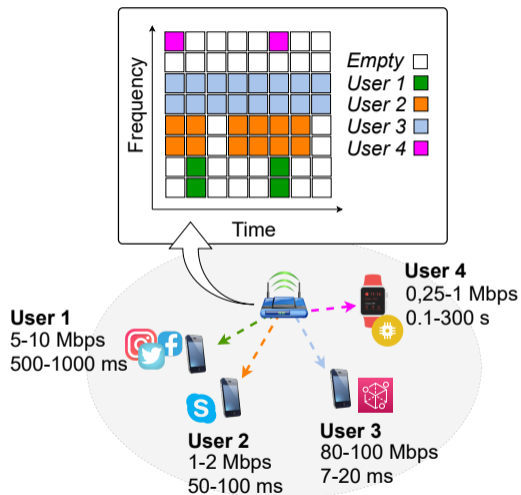 Frequency
Time
Empty
User 1
User 2
User 3
User 4
User 4
0,25-1 Mbps
0.1-300 s
User 1
5-10 Mbps
500-1000 ms
User 2
1-2 Mbps
50-100 ms
User 3
80-100 Mbps
7-20 ms